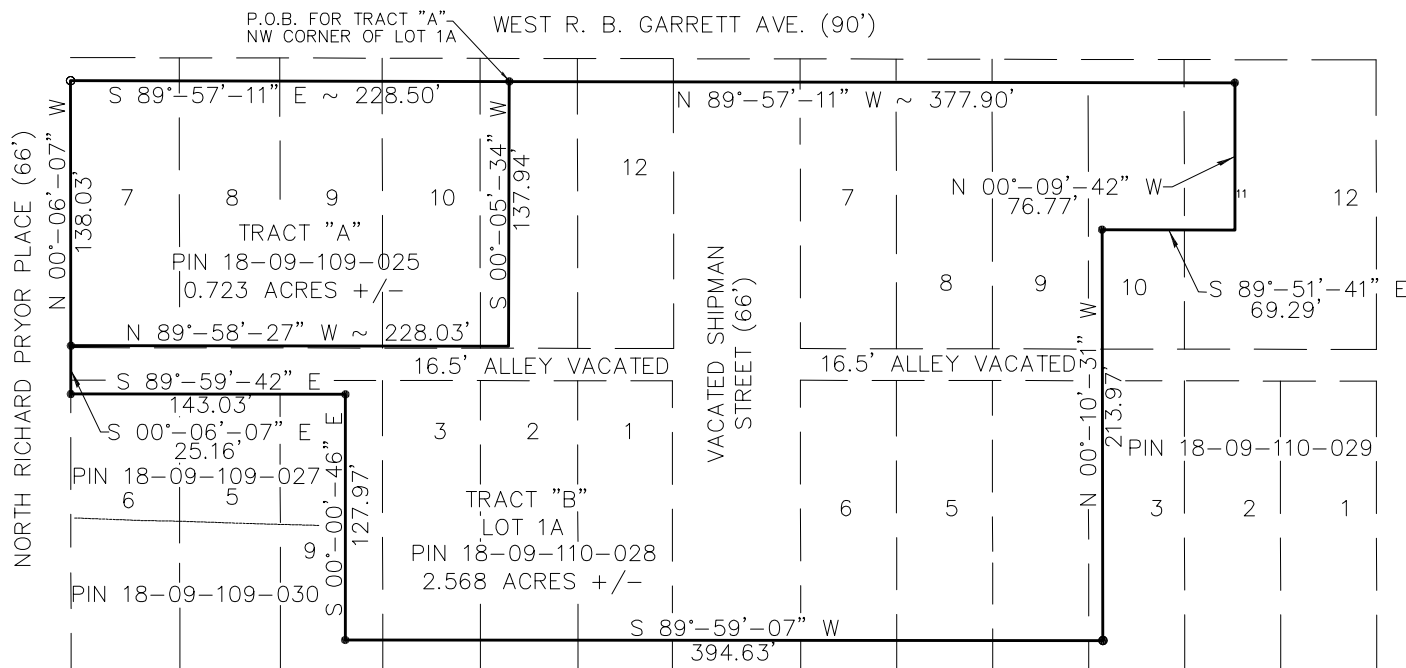 P.O.B. FOR TRACT "A"
NW CORNER OF LOT 1A
WEST R. B. GARRETT AVE. (90')
S 89°-57'-11" E ~ 228.50'
N 89°-57'-11" W ~ 377.90'
NORTH RICHARD PRYOR PLACE (66')
N 00°-06'-07" W
138.03'
7
8
9
10
TRACT "A"
PIN 18-09-109-025
0.723 ACRES +/-
S 00°-05'-34" W
137.94'
12
7
N 00°-09'-42" W
76.77'
11
12
8
9
10
S 89°-51'-41" E
69.29'
N 89°-58'-27" W ~ 228.03'
16.5' ALLEY VACATED
VACATED SHIPMAN
STREET (66')
16.5' ALLEY VACATED
S 89°-59'-42" E
143.03'
S 00°-06'-07" E
25.16'
PIN 18-09-109-027
6
5
9
PIN 18-09-109-030
S 00°-00'-46" E
127.97'
3
2
1
TRACT "B"
LOT 1A
PIN 18-09-110-028
2.568 ACRES +/-
6
5
N 00°-10'-31" W
213.97'
PIN 18-09-110-029
3
2
1
S 89°-59'-07" W
394.63'